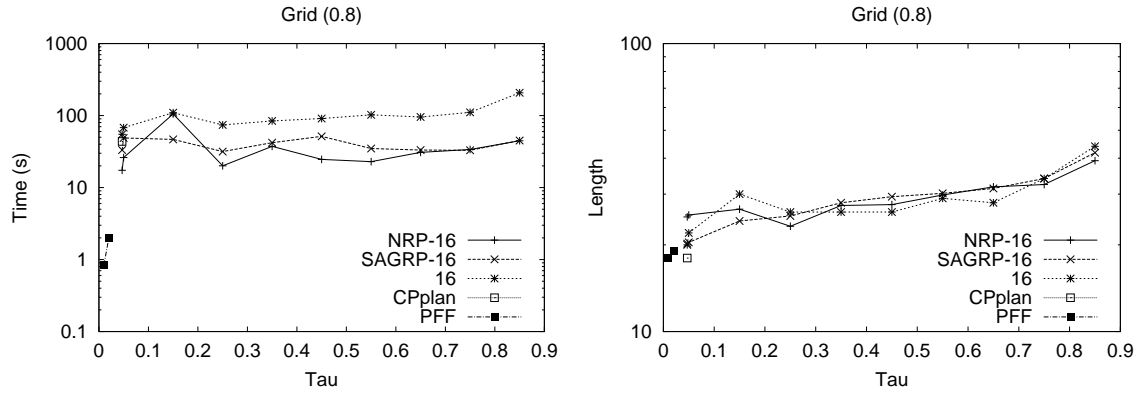 Grid (0.8)
1000
100
10
1
0.1
Time (s)
NRP-16
SAGRP-16
16
CPplan
PFF
0 0.1 0.2 0.3 0.4 0.5 0.6 0.7 0.8 0.9
Tau
Grid (0.8)
100
10
Length
NRP-16
SAGRP-16
16
CPplan
PFF
0 0.1 0.2 0.3 0.4 0.5 0.6 0.7 0.8 0.9
Tau